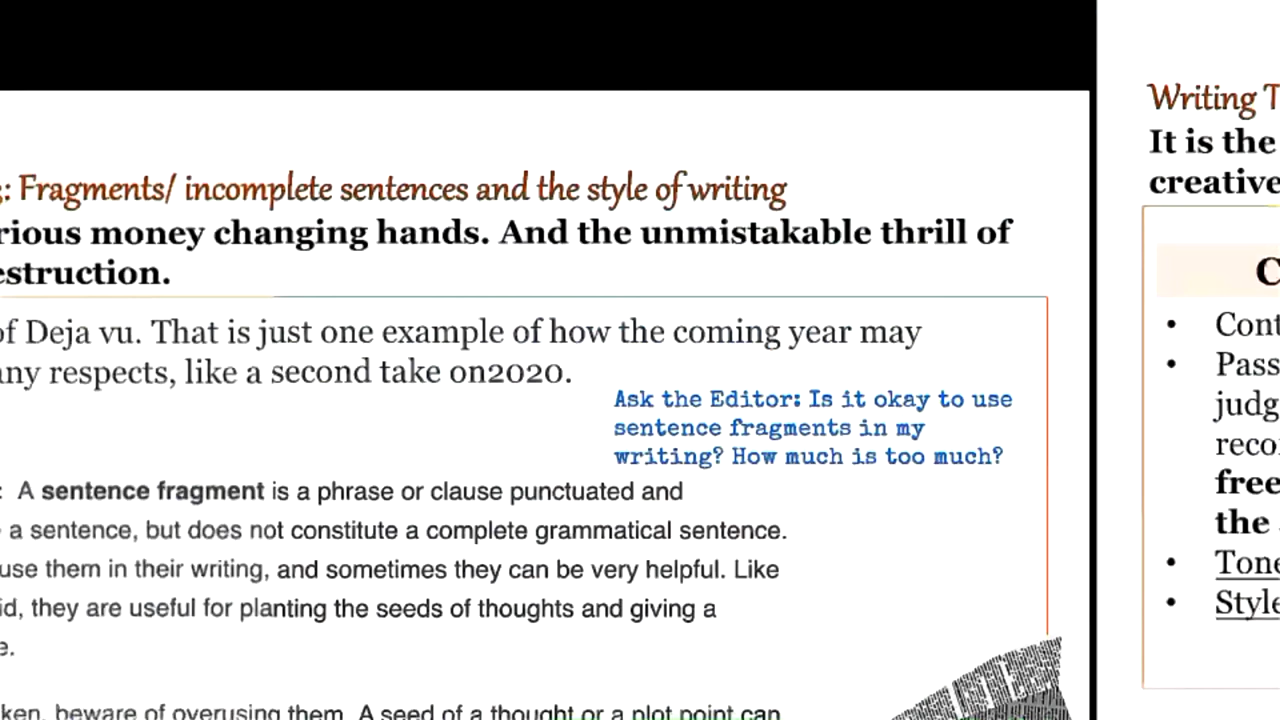 : Fragments/ incomplete sentences and the style of writing
rious money changing hands. And the unmistakable thrill of
estruction.
of Deja vu. That is just one example of how the coming year may
any respects, like a second take on2020.
Ask the Editor: Is it okay to use
sentence fragments in my
writing? How much is too much?
: A sentence fragment is a phrase or clause punctuated and
a sentence, but does not constitute a complete grammatical sentence.
use them in their writing, and sometimes they can be very helpful. Like
id, they are useful for planting the seeds of thoughts and giving a
e.
ken, beware of overusing them. A seed of a thought or a plot point can
Writing T
It is the
creative
C
• Cont
• Pass
judg
reco
free
the
• Tone
• Style